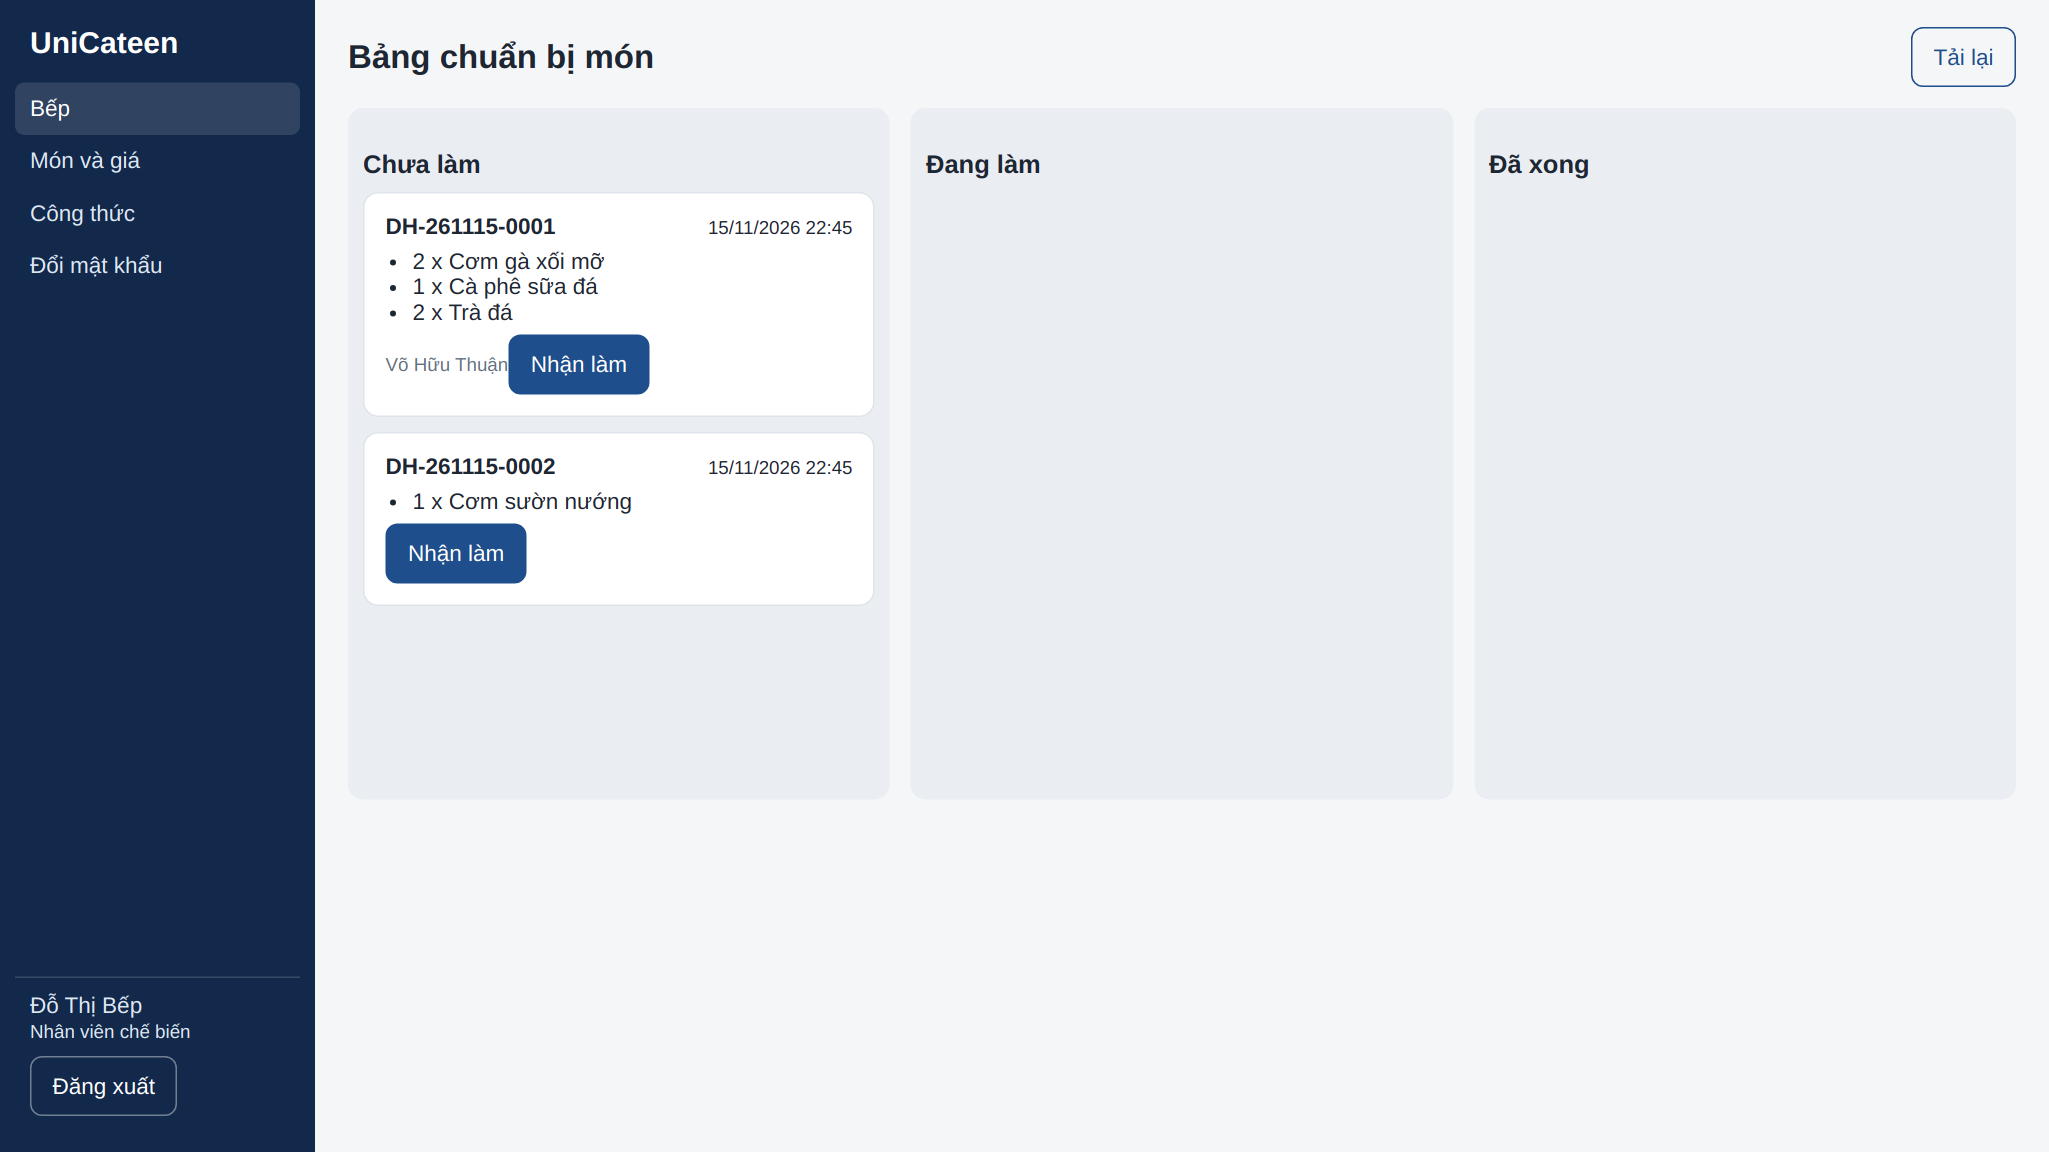 UniCateen
Bếp
Món và giá
Công thức
Đổi mật khẩu
Đỗ Thị Bếp
Nhân viên chế biến
Đăng xuất
Bảng chuẩn bị món
Tải lại
Chưa làm
DH-261115-0001 15/11/2026 22:45
2 x Cơm gà xối mỡ
1 x Cà phê sữa đá
2 x Trà đá
Võ Hữu Thuận Nhận làm
DH-261115-0002 15/11/2026 22:45
1 x Cơm sườn nướng
Nhận làm
Đang làm
Đã xong